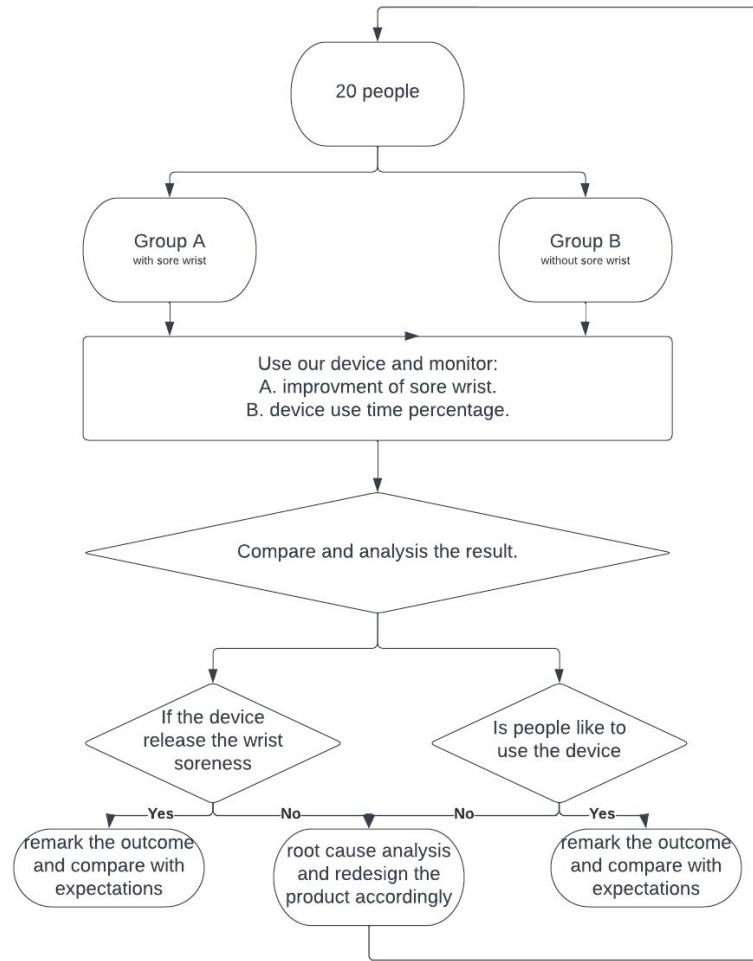 20 people
Group A
with sore wrist
Group B
without sore wrist
Use our device and monitor:
A. improvment of sore wrist.
B. device use time percentage.
Compare and analysis the result.
If the device
release the wrist
soreness
Is people like to
use the device
Yes
No
No
Yes
remark the outcome
and compare with
expectations
root cause analysis
and redesign the
product accordingly
remark the outcome
and compare with
expectations